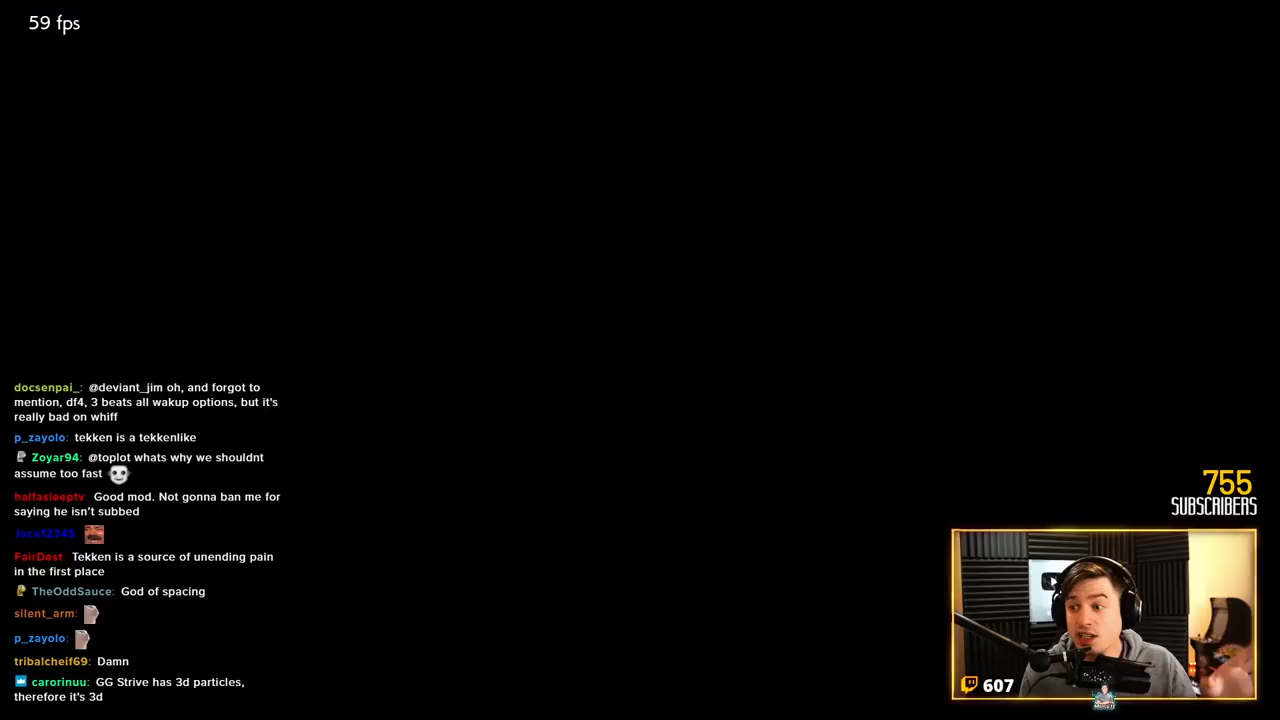 59 fps
docsenpai_: @deviant_jim oh, and forgot to
mention, df4, 3 beats all wakup options, but it's
really bad on whiff
p_zayolo: tekken is a tekkenlike
Zoyar94: @toplot whats why we shouldnt
assume too fast
halfasleeptv: Good mod. Not gonna ban me for
saying he isn't subbed
Jack12345:
FairDest: Tekken is a source of unending pain
in the first place
TheOddSauce: God of spacing
silent_arm:
p_zayolo:
tribalcheif69: Damn
carorinuu: GG Strive has 3d particles,
therefore it's 3d
755
SUBSCRIBERS
607